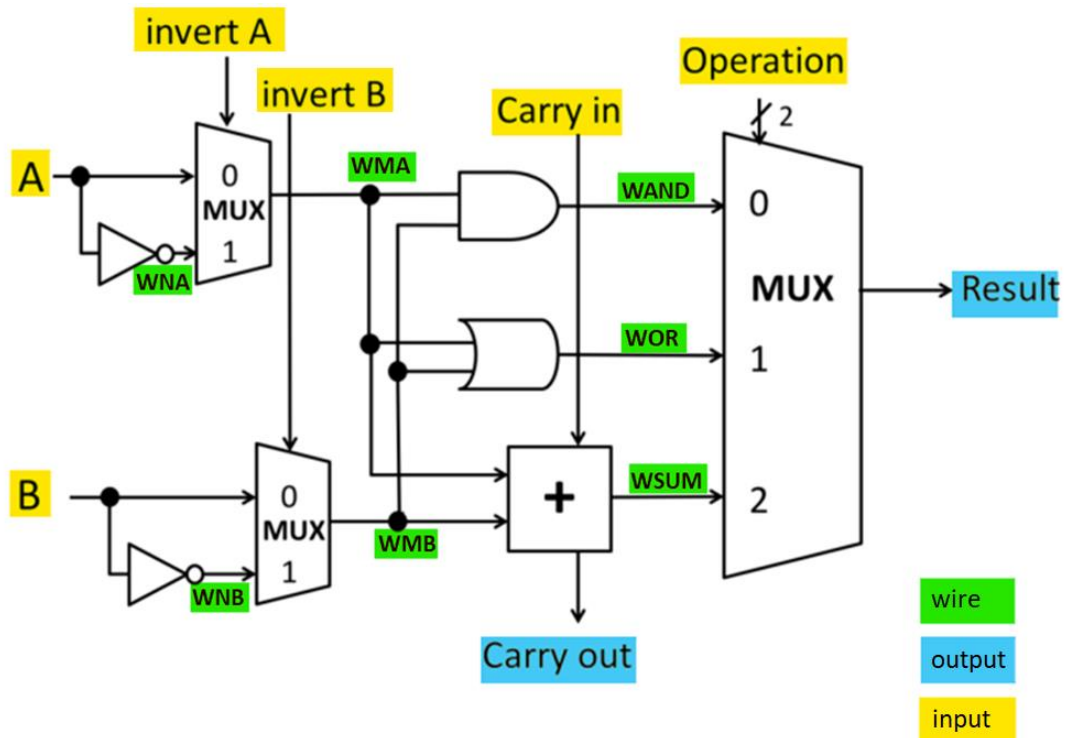 invert A
invert B
Operation
Carry in
2
A
0
MUX
1
WNA
WMA
WAND
0
MUX
Result
WOR
1
B
0
MUX
1
WNB
WMB
+
WSUM
2
Carry out
wire
output
input